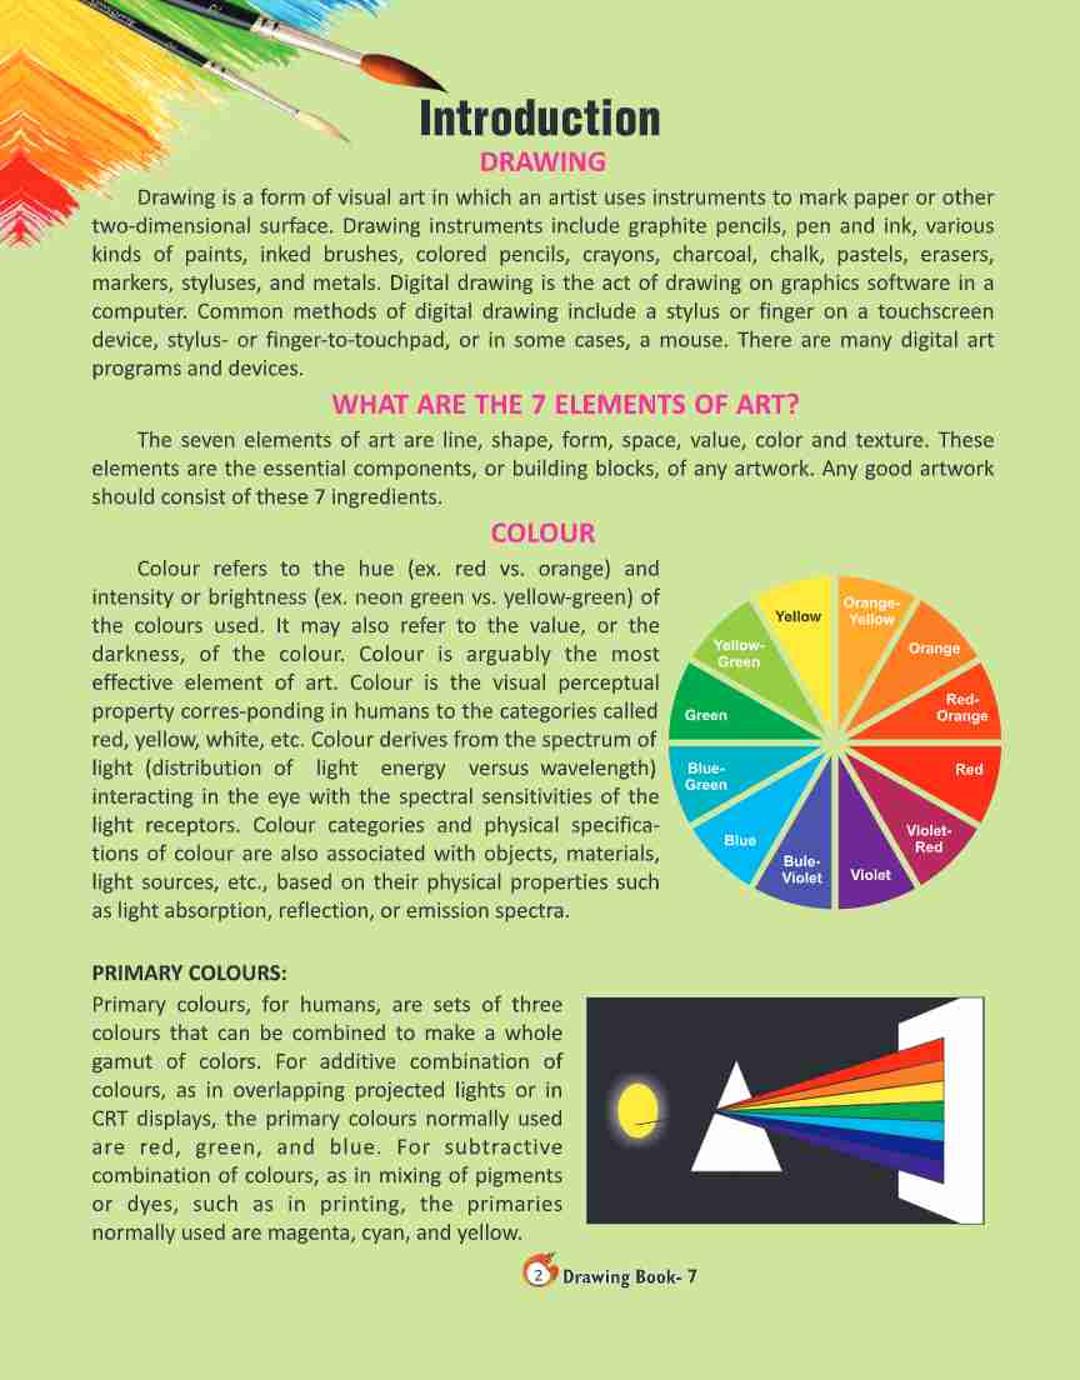 Introduction
DRAWING
Drawing is a form of visual art in which an artist uses instruments to mark paper or other
two-dimensional surface. Drawing instruments include graphite pencils, pen and ink, various
kinds of paints, inked brushes, colored pencils, crayons, charcoal, chalk, pastels, erasers,
markers, styluses, and metals. Digital drawing is the act of drawing on graphics software in a
computer. Common methods of digital drawing include a stylus or finger on a touchscreen
device, stylus- or finger-to-touchpad, or in some cases, a mouse. There are many digital art
programs and devices.
WHAT ARE THE 7 ELEMENTS OF ART?
The seven elements of art are line, shape, form, space, value, color and texture. These
elements are the essential components, or building blocks, of any artwork. Any good artwork
should consist of these 7 ingredients.
COLOUR
Colour refers to the hue (ex. red vs. orange) and
intensity or brightness (ex. neon green vs. yellow-green) of
the colours used. It may also refer to the value, or the
darkness, of the colour. Colour is arguably the most
effective element of art. Colour is the visual perceptual
property corres-ponding in humans to the categories called
red, yellow, white, etc. Colour derives from the spectrum of
light (distribution of light energy versus wavelength)
interacting in the eye with the spectral sensitivities of the
light receptors. Colour categories and physical specifica-
tions of colour are also associated with objects, materials,
light sources, etc., based on their physical properties such
as light absorption, reflection, or emission spectra.
Yellow
Orange-
Yellow
Orange
Red-
Orange
Red
Violet-
Red
Violet
Bule-
Violet
Blue
Blue-
Green
Green
Yellow-
Green
PRIMARY COLOURS:
Primary colours, for humans, are sets of three
colours that can be combined to make a whole
gamut of colors. For additive combination of
colours, as in overlapping projected lights or in
CRT displays, the primary colours normally used
are red, green, and blue. For subtractive
combination of colours, as in mixing of pigments
or dyes, such as in printing, the primaries
normally used are magenta, cyan, and yellow.
2 Drawing Book- 7